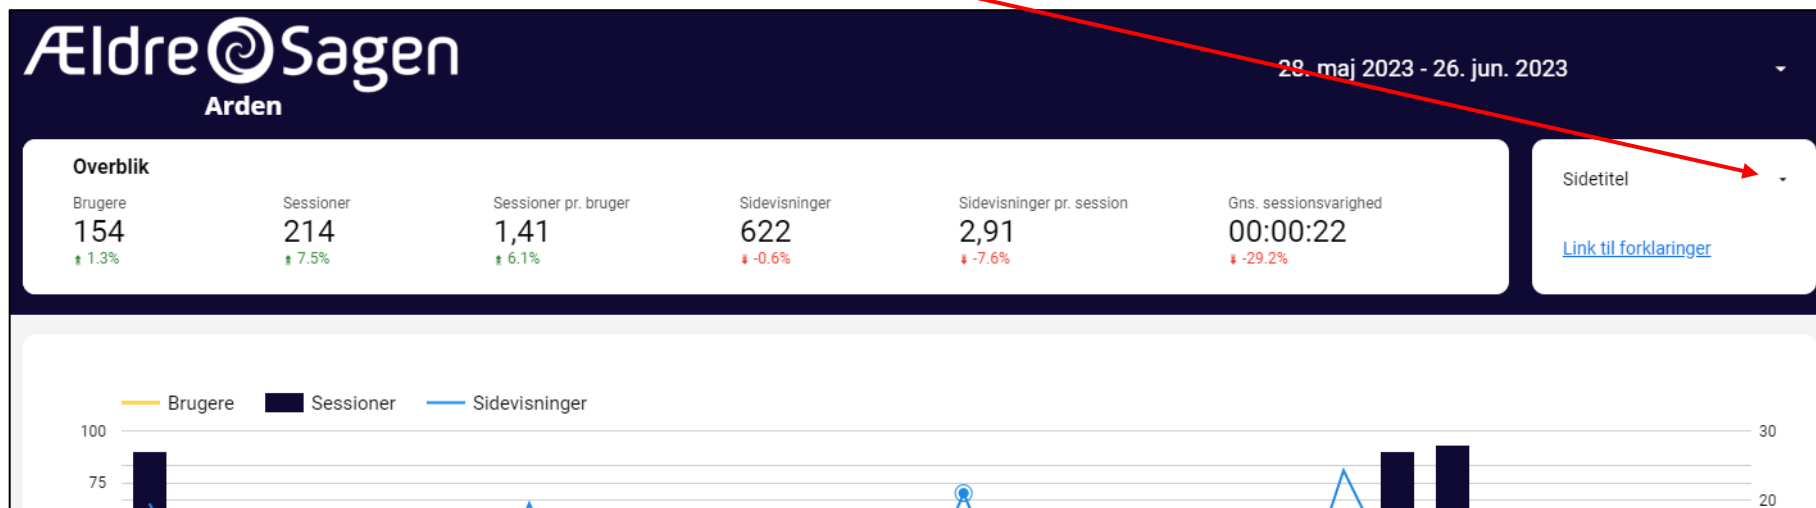 ÆldreSagen
Arden
28. maj 2023 - 26. jun. 2023
Overblik
Brugere Sessioner Sessioner pr. bruger Sidevisninger Sidevisninger pr. session Gns. sessionsvarighed
154 214 1,41 622 2,91 00:00:22
1.3% 7.5% 6.1% -0.6% -7.6% -29.2%
Sidetitel
Link til forklaringer
Brugere Sessioner Sidevisninger
100 30
75 20